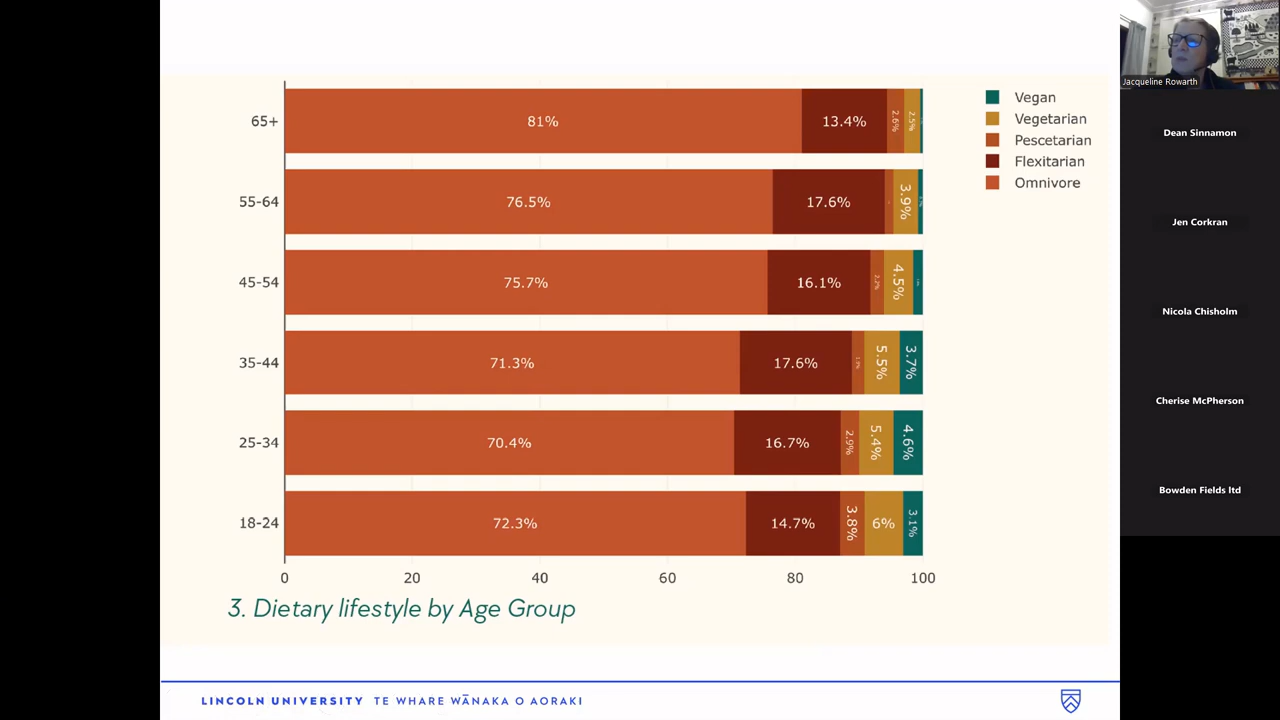 65+ 81% 13.4% 2.6% 2.5%
55-64 76.5% 17.6% 3.9%
45-54 75.7% 16.1% 2.2% 4.5%
35-44 71.3% 17.6% 5.5% 3.7%
25-34 70.4% 16.7% 2.9% 5.4% 4.6%
18-24 72.3% 14.7% 3.8% 6% 3.1%
0 20 40 60 80 100
Vegan
Vegetarian
Pescetarian
Flexitarian
Omnivore
3. Dietary lifestyle by Age Group
LINCOLN UNIVERSITY TE WHARE WĀNAKA O AORAKI
Jacqueline Rowarth
Dean Sinnamon
Jen Corkran
Nicola Chisholm
Cherise McPherson
Bowden Fields ltd